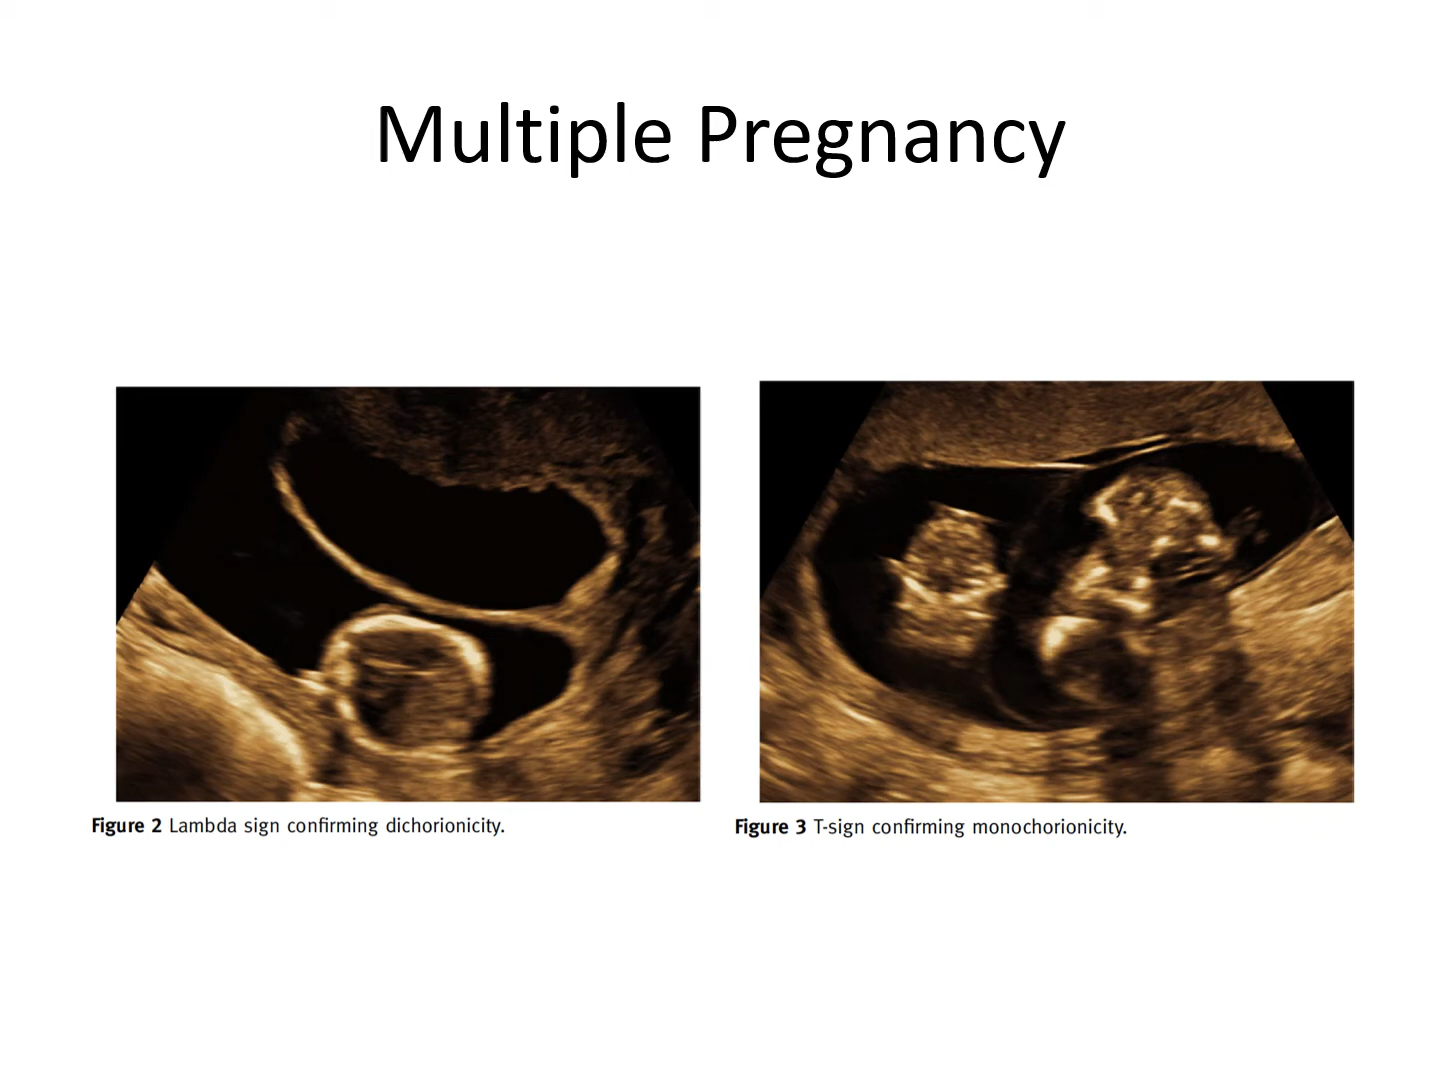 Multiple Pregnancy
Figure 2 Lambda sign confirming dichorionicity.
Figure 3 T-sign confirming monochorionicity.